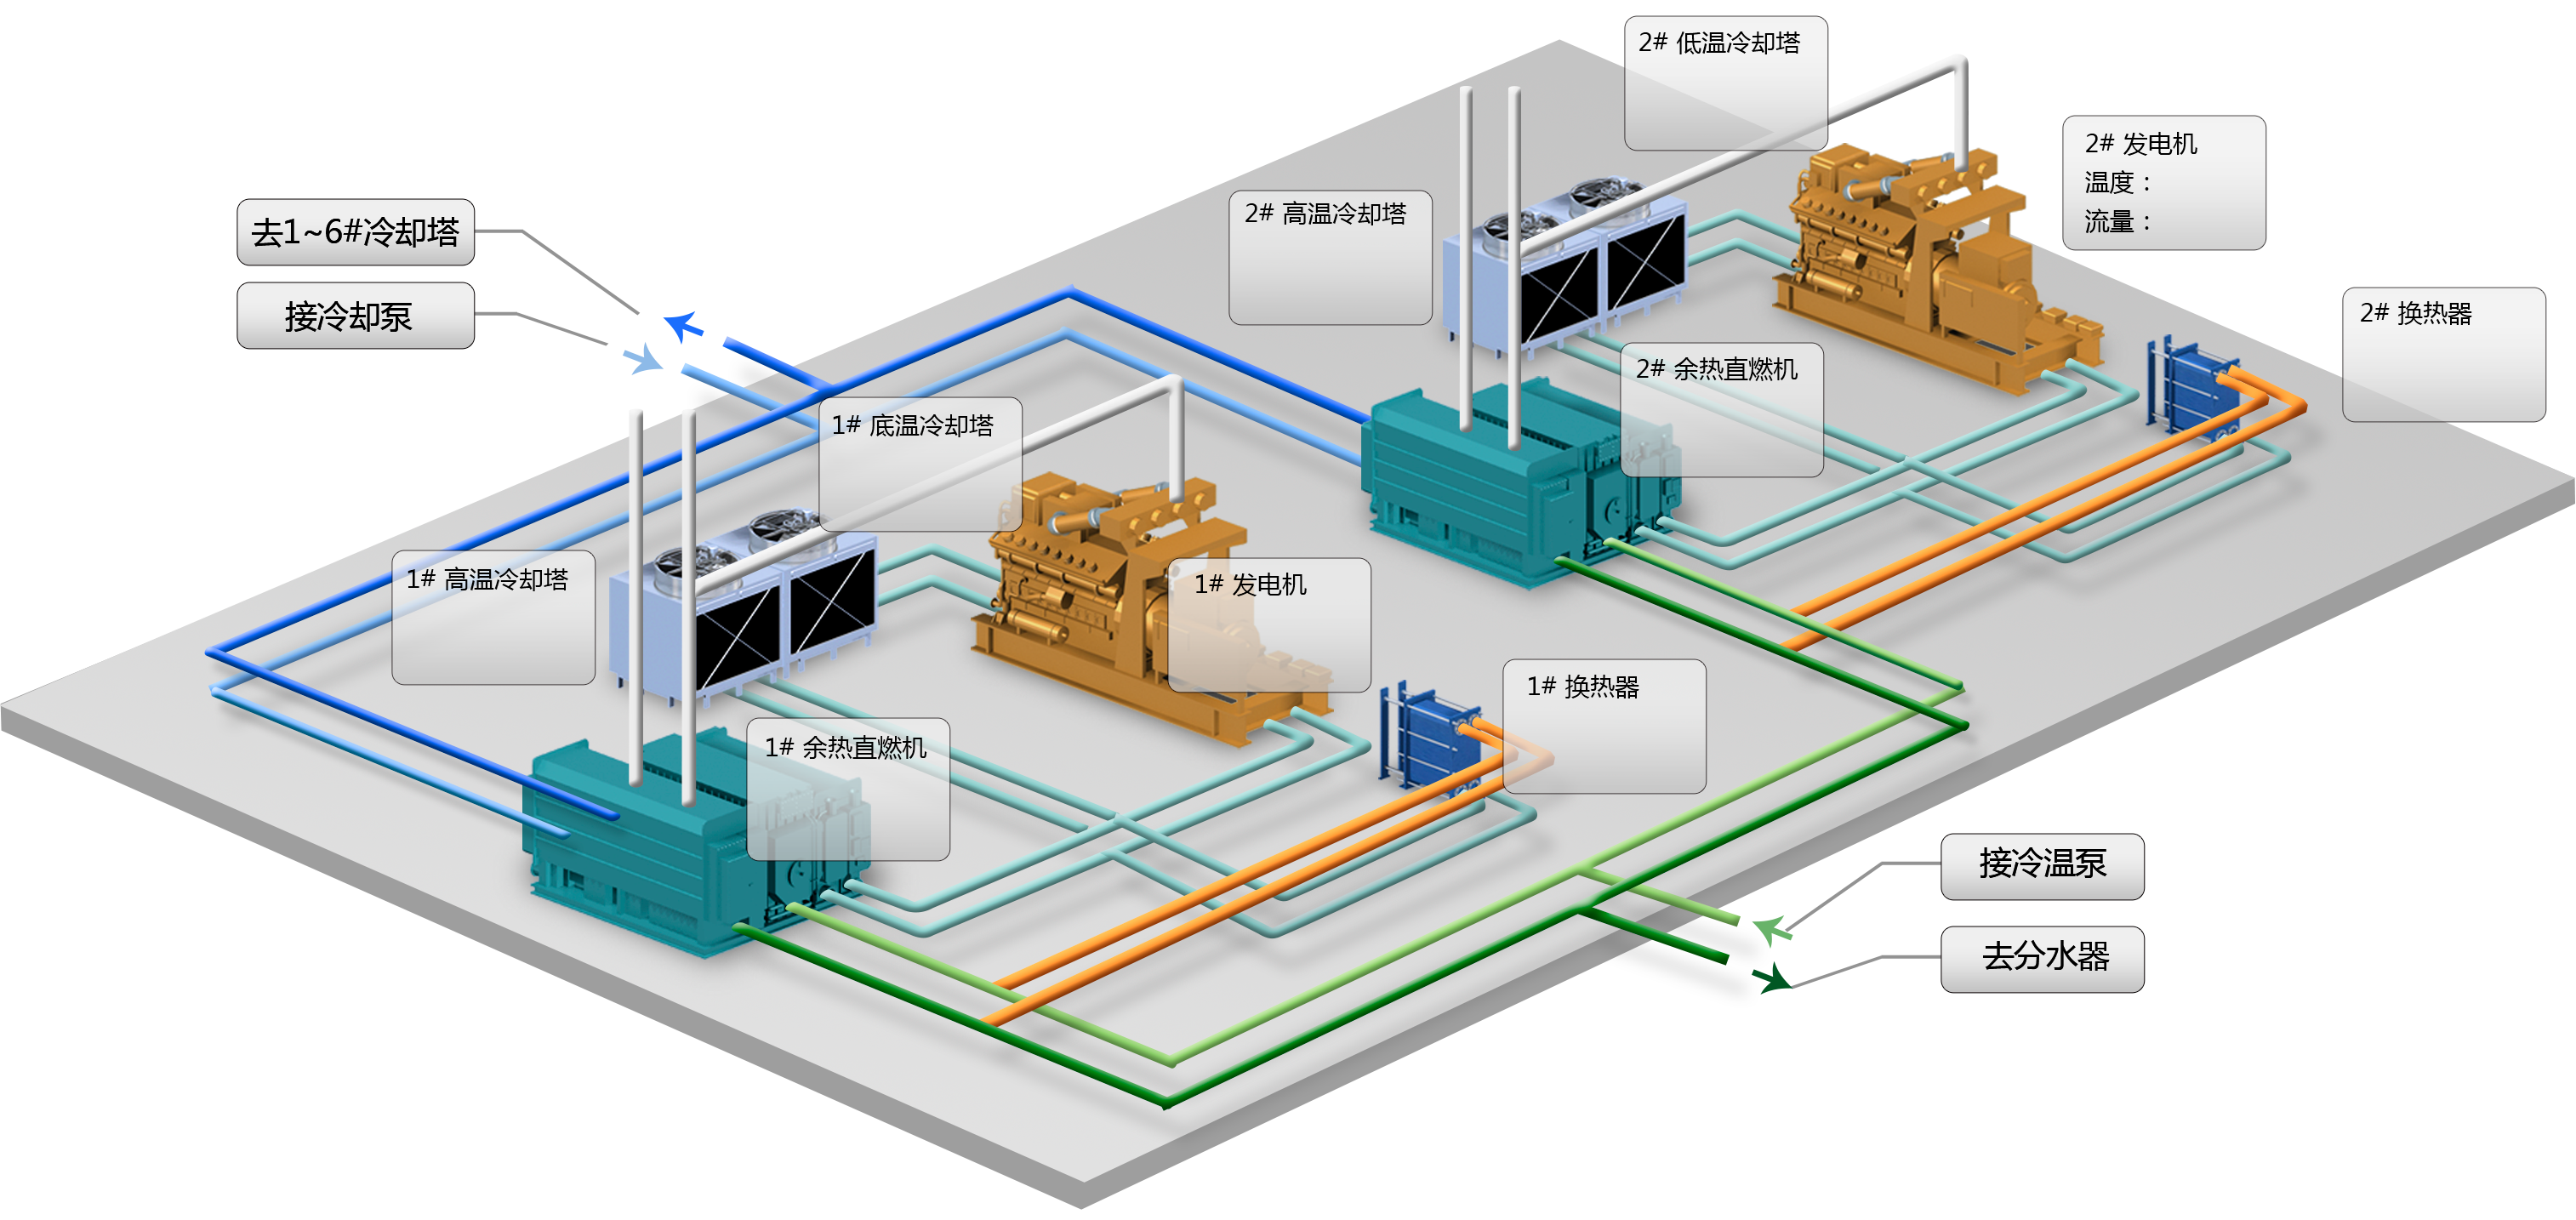 2# 低温冷却塔
2# 发电机
温度：
流量：
2# 高温冷却塔
去1~6#冷却塔
接冷却泵
2# 换热器
2# 余热直燃机
1# 底温冷却塔
1# 高温冷却塔
1# 发电机
1# 换热器
1# 余热直燃机
接冷温泵
去分水器